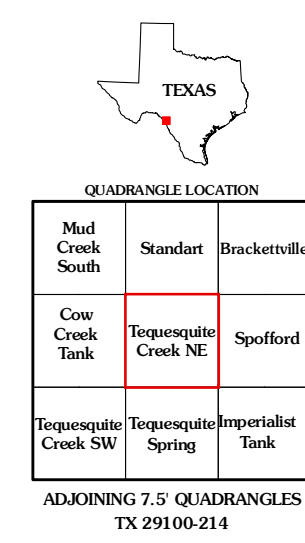 TEXAS
QUADRANGLE LOCATION
Mud
Creek
South
Standart
Brackettville
Cow
Creek
Tank
Tequesquite
Creek NE
Spofford
Tequesquite
Creek SW
Tequesquite
Spring
Imperialist
Tank
ADJOINING 7.5' QUADRANGLES
TX 29100-214